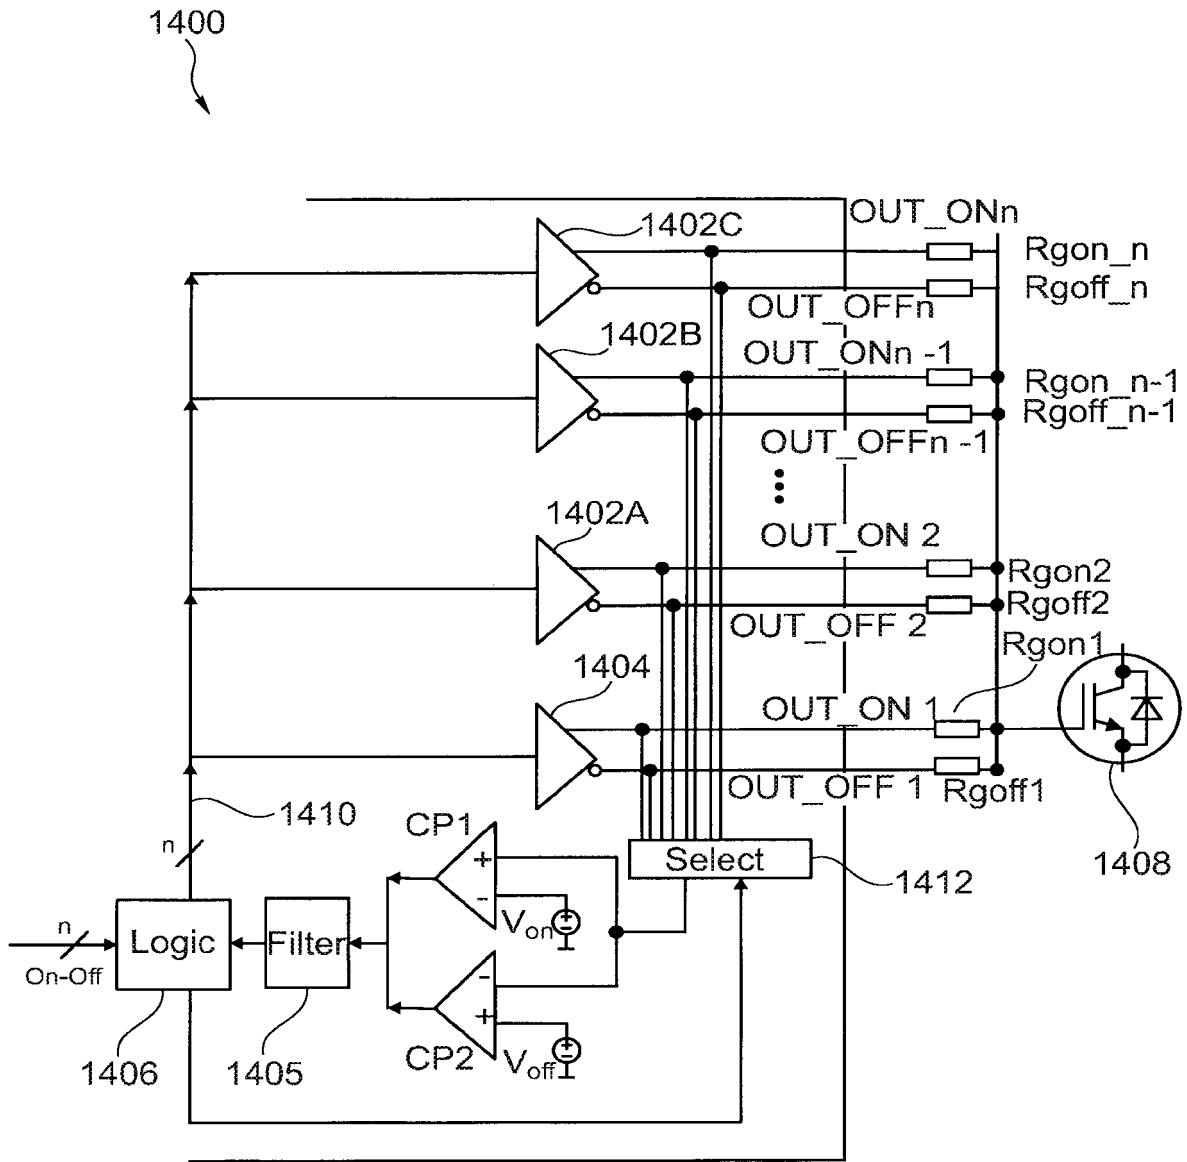 1400
OUT_ONn
1402C
Rgon_n
Rgoff_n
OUT_OFFn
1402B
OUT_ONn -1
Rgon_n-1
Rgoff_n-1
OUT_OFFn -1
1402A
OUT_ON 2
Rgon2
Rgoff2
OUT_OFF 2
Rgon1
1404
OUT_ON 1
OUT_OFF 1
Rgoff1
1410
CP1
n
+
Select
1408
1412
-
Von
+
-
n
Logic
Filter
On-Off
-
+
CP2
Voff
+
-
1406
1405